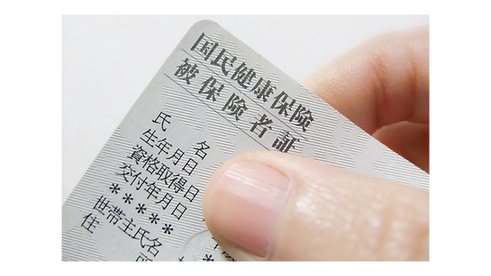 国民健康保険
被保険者証
氏 名
生年月日
資格取得日
交付年月日
*****
世帯主氏名
住